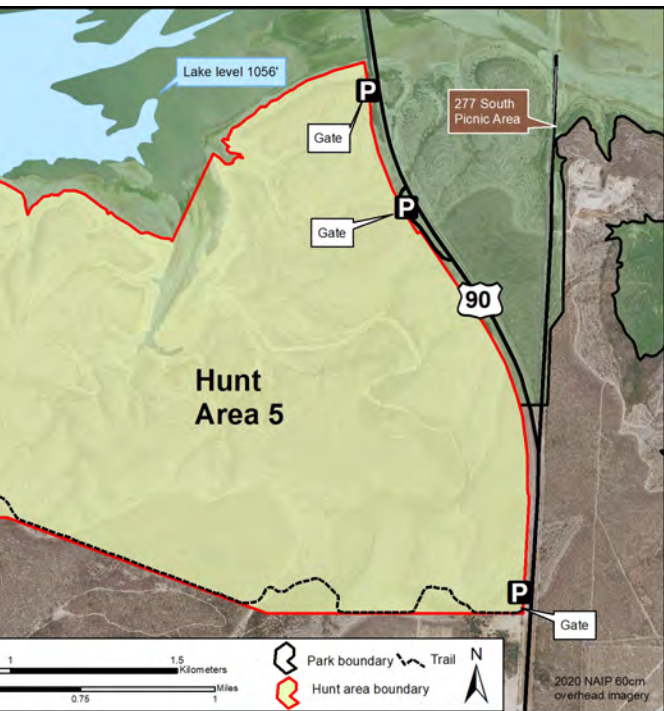 Lake level 1056'
P
277 South
Picnic Area
Gate
P
Gate
90
Hunt
Area 5
P
Gate
1
1.5
Kilometers
Miles
0.75
1
Park boundary
Trail
N
Hunt area boundary
2020 NAIP 60cm
overhead imagery